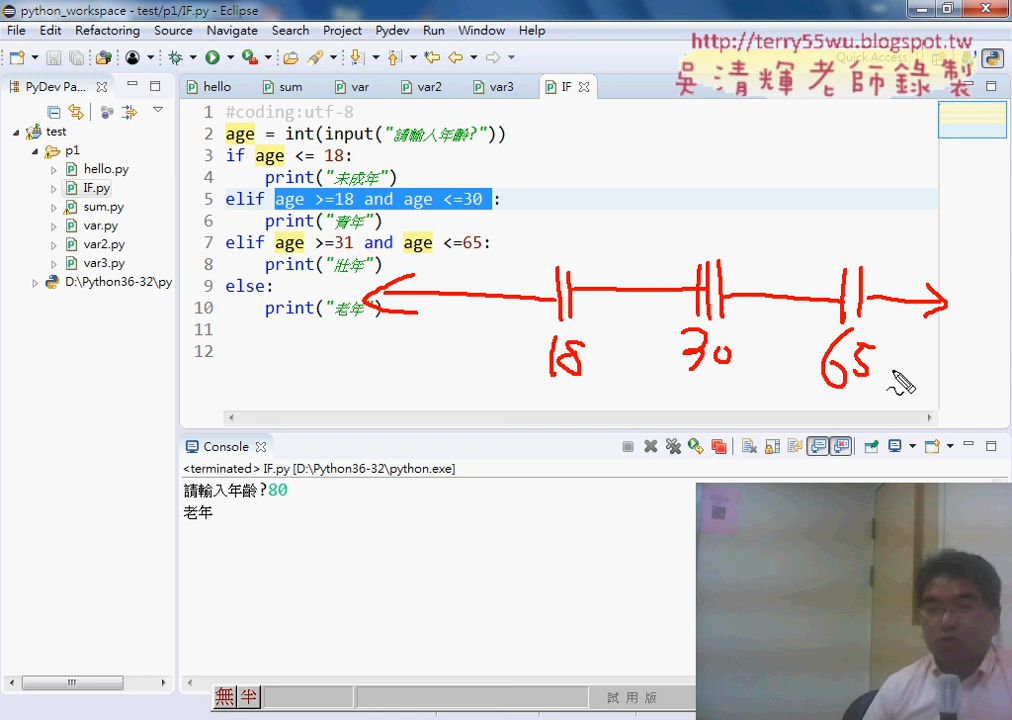 python_workspace - test/p1/IF.py - Eclipse
File Edit Refactoring Source Navigate Search Project Pydev Run Window Help
http://terry55wu.blogspot.tw
Quick Access
吳清輝老師錄製
PyDev Pa...
hello sum var var2 var3 IF
test
p1
hello.py
IF.py
sum.py
var.py
var2.py
var3.py
D:\Python36-32\py
1 #coding:utf-8
2 age = int(input("請輸入年齡?"))
3 if age <= 18:
4 print("未成年")
5 elif age >=18 and age <=30 :
6 print("青年")
7 elif age >=31 and age <=65:
8 print("壯年")
9 else:
10 print("老年")
11
12
18 30 65
Console
<terminated> IF.py [D:\Python36-32\python.exe]
請輸入年齡?80
老年
無半
試用版